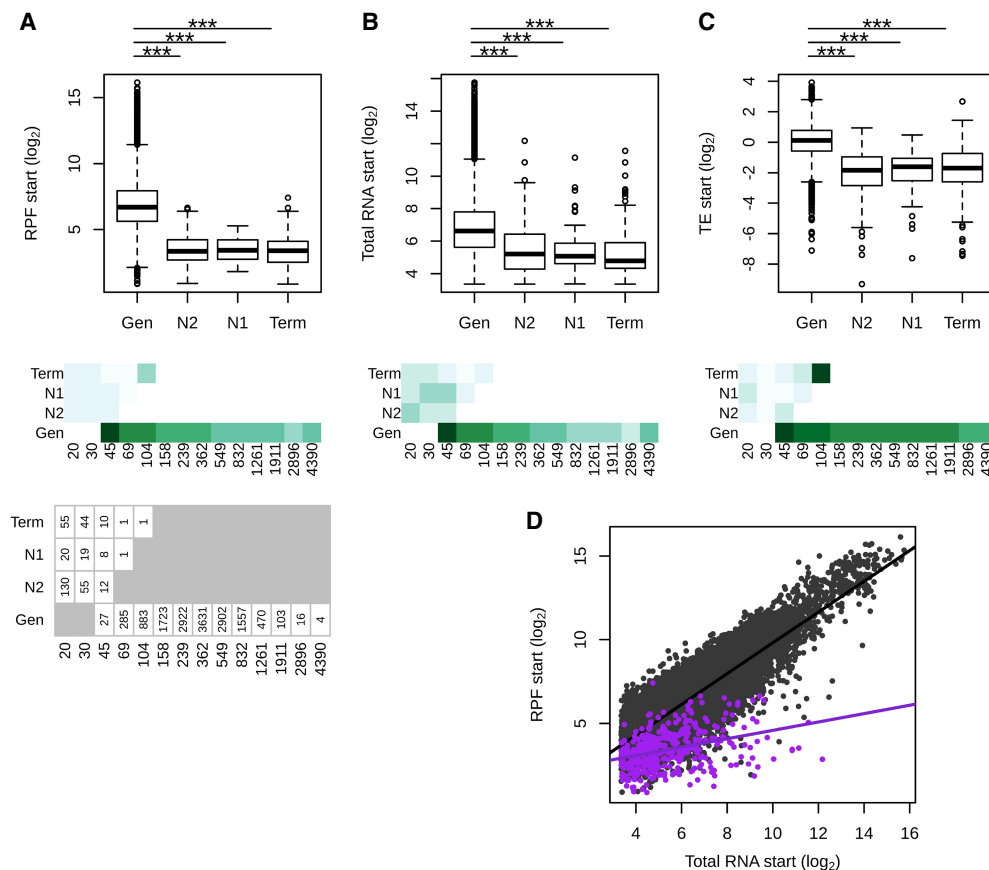 A
B
C
***
***
***
***
***
***
***
***
***
RPF start (log2)
15
10
5
Gen N2 N1 Term
Total RNA start (log2)
14
10
8
6
4
Gen N2 N1 Term
TE start (log2)
4
2
0
-2
-4
-8
Gen N2 N1 Term
Term
N1
N2
Gen
20 30 45 69 104 158 239 362 549 832 1261 1911 2896 4390
Term
N1
N2
Gen
20 30 45 69 104 158 239 362 549 832 1261 1911 2896 4390
Term
N1
N2
Gen
20 30 45 69 104 158 239 362 549 832 1261 1911 2896 4390
Term 55 44 10 1 1
N1 20 19 8 1
N2 130 55 12
Gen 27 285 883 1723 2922 3631 2902 1557 470 103 16 4
20 30 45 69 104 158 239 362 549 832 1261 1911 2896 4390
D
RPF start (log2)
15
10
5
4 6 8 10 12 14 16
Total RNA start (log2)